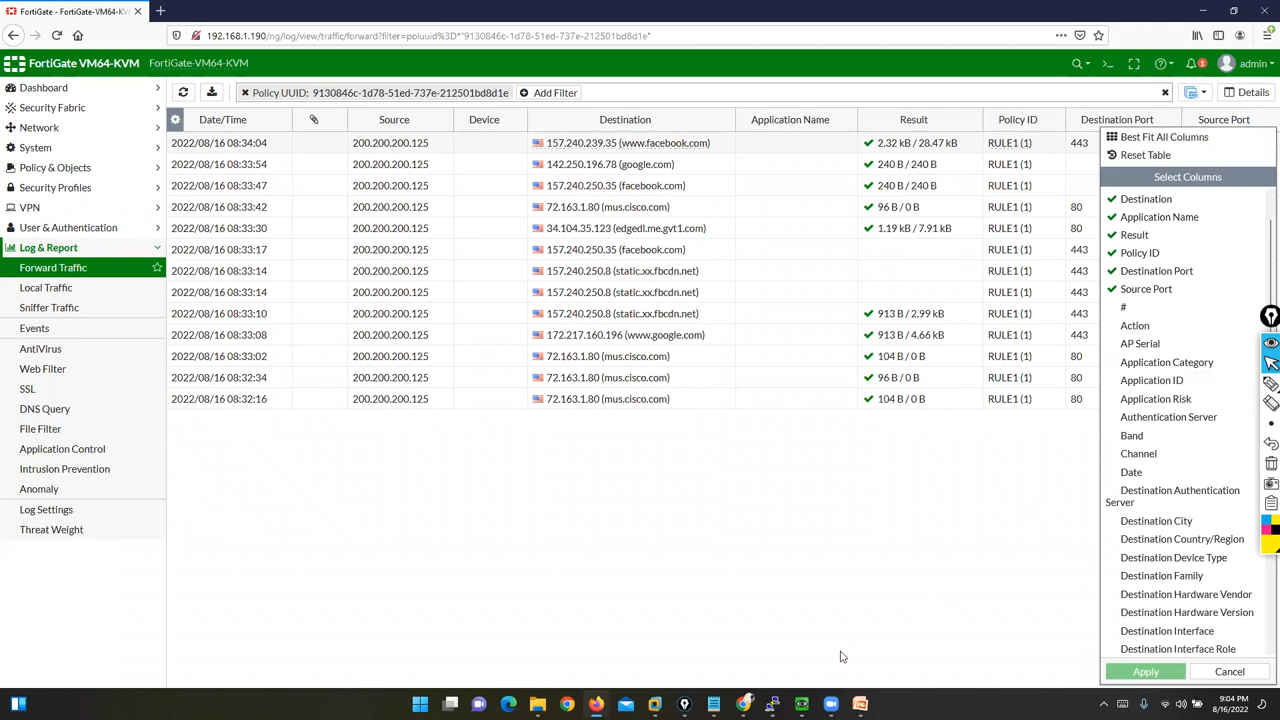 FortiGate - FortiGate-VM64-KV
192.168.1.190/ng/log/view/traffic/forward?filter=poluuid%3D*"9130846c-1d78-51ed-737e-212501bd8d1e"
FortiGate VM64-KVM
FortiGate-VM64-KVM
1
admin
Dashboard
Security Fabric
Network
System
Policy & Objects
Security Profiles
VPN
User & Authentication
Log & Report
Forward Traffic
Local Traffic
Sniffer Traffic
Events
AntiVirus
Web Filter
SSL
DNS Query
File Filter
Application Control
Intrusion Prevention
Anomaly
Log Settings
Threat Weight
Policy UUID: 9130846c-1d78-51ed-737e-212501bd8d1e
Add Filter
Details
Date/Time Source Device Destination Application Name Result Policy ID Destination Port Source Port
2022/08/16 08:34:04 200.200.200.125 157.240.239.35 (www.facebook.com) 2.32 kB / 28.47 kB RULE1 (1) 443
2022/08/16 08:33:54 200.200.200.125 142.250.196.78 (google.com) 240 B / 240 B RULE1 (1)
2022/08/16 08:33:47 200.200.200.125 157.240.250.35 (facebook.com) 240 B / 240 B RULE1 (1)
2022/08/16 08:33:42 200.200.200.125 72.163.1.80 (mus.cisco.com) 96 B / 0 B RULE1 (1) 80
2022/08/16 08:33:30 200.200.200.125 34.104.35.123 (edgedl.me.gvt1.com) 1.19 kB / 7.91 kB RULE1 (1) 80
2022/08/16 08:33:17 200.200.200.125 157.240.250.35 (facebook.com) RULE1 (1) 443
2022/08/16 08:33:14 200.200.200.125 157.240.250.8 (static.xx.fbcdn.net) RULE1 (1) 443
2022/08/16 08:33:14 200.200.200.125 157.240.250.8 (static.xx.fbcdn.net) RULE1 (1) 443
2022/08/16 08:33:10 200.200.200.125 157.240.250.8 (static.xx.fbcdn.net) 913 B / 2.99 kB RULE1 (1) 443
2022/08/16 08:33:08 200.200.200.125 172.217.160.196 (www.google.com) 913 B / 4.66 kB RULE1 (1) 443
2022/08/16 08:33:02 200.200.200.125 72.163.1.80 (mus.cisco.com) 104 B / 0 B RULE1 (1) 80
2022/08/16 08:32:34 200.200.200.125 72.163.1.80 (mus.cisco.com) 96 B / 0 B RULE1 (1) 80
2022/08/16 08:32:16 200.200.200.125 72.163.1.80 (mus.cisco.com) 104 B / 0 B RULE1 (1) 80
Best Fit All Columns
Reset Table
Select Columns
Destination
Application Name
Result
Policy ID
Destination Port
Source Port
#
Action
AP Serial
Application Category
Application ID
Application Risk
Authentication Server
Band
Channel
Date
Destination Authentication
Server
Destination City
Destination Country/Region
Destination Device Type
Destination Family
Destination Hardware Vendor
Destination Hardware Version
Destination Interface
Destination Interface Role
Apply
Cancel
9:04 PM
8/16/2022